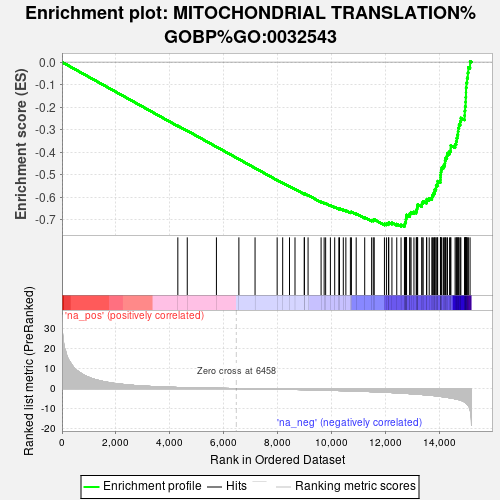 Enrichment plot: MITOCHONDRIAL TRANSLATION%
GOBP%GO:0032543
Enrichment score (ES)
0.0
-0.1
-0.2
-0.3
-0.4
-0.5
-0.6
-0.7
'na_pos' (positively correlated)
Ranked list metric (PreRanked)
30
20
10
0
-10
-20
Zero cross at 6458
'na_neg' (negatively correlated)
0
2,000
4,000
6,000
8,000
10,000
12,000
14,000
Rank in Ordered Dataset
Enrichment profile
Hits
Ranking metric scores